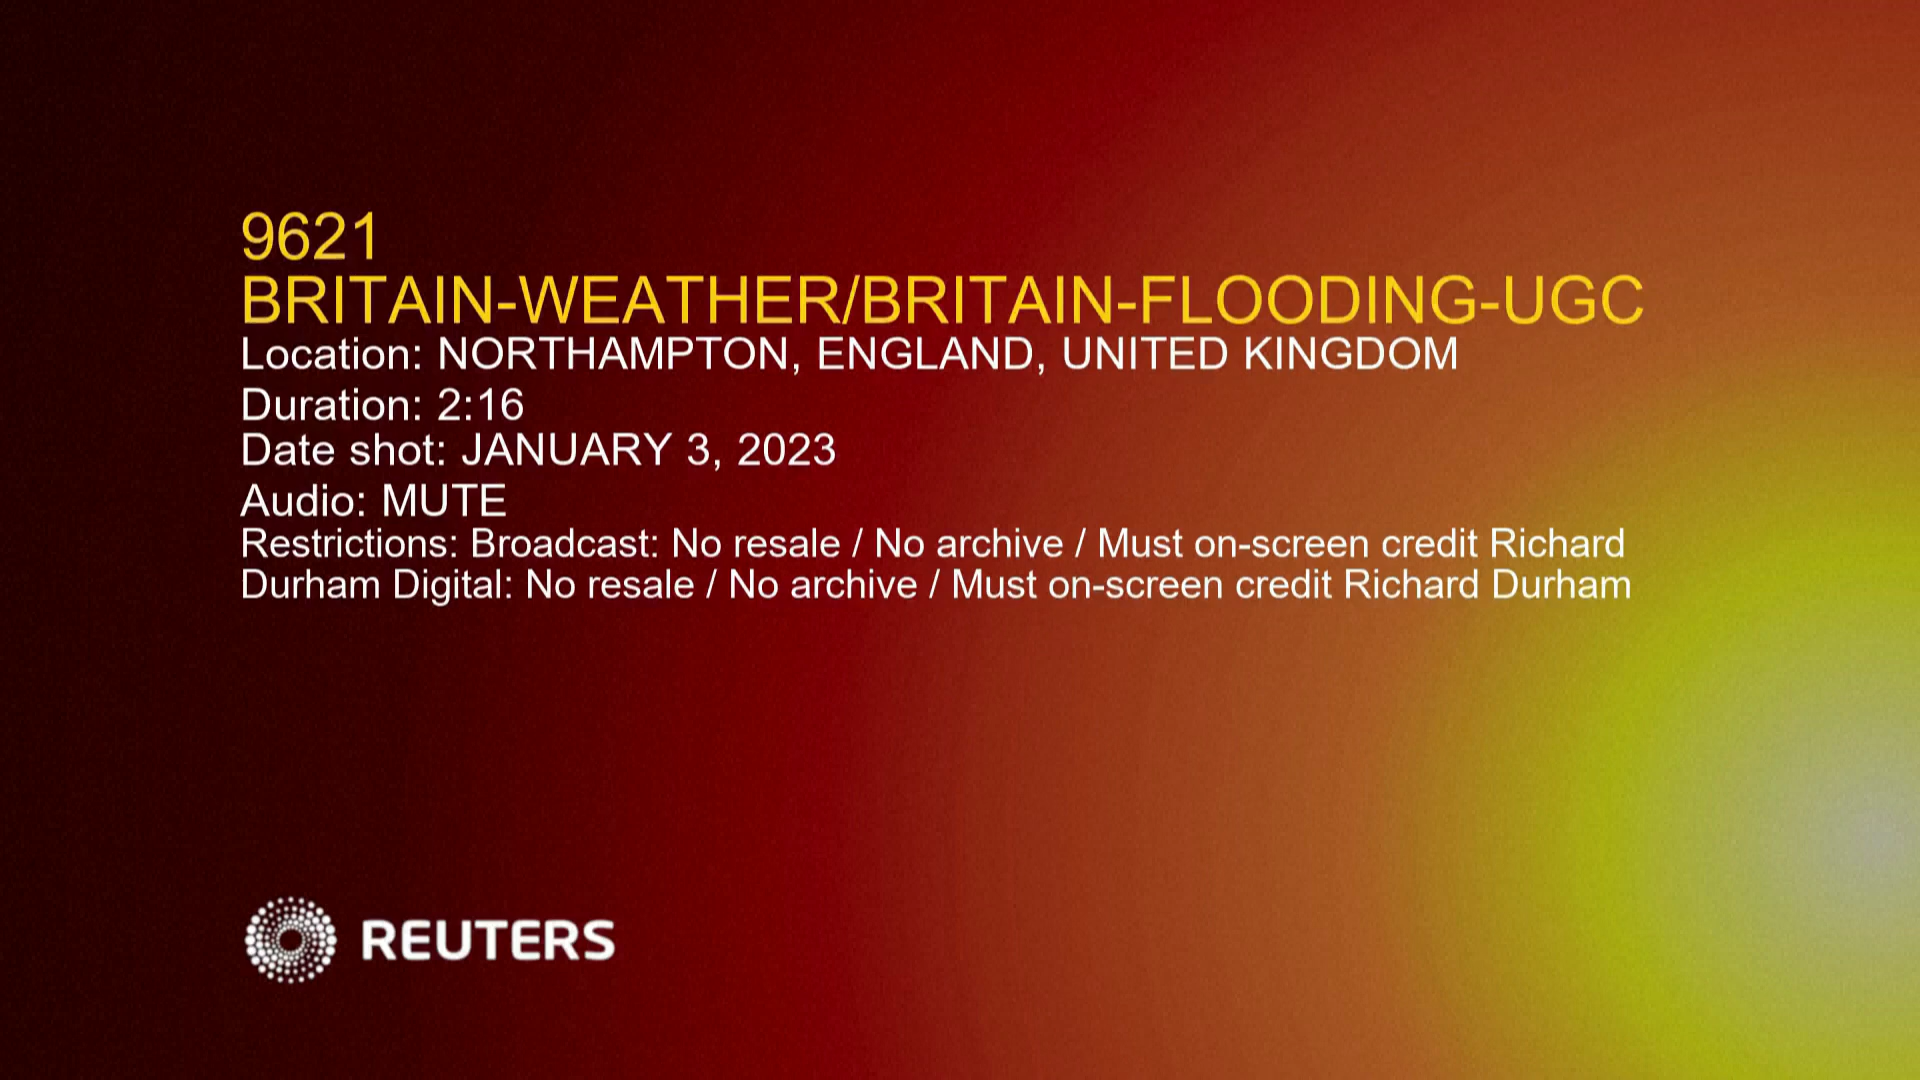 9621
BRITAIN-WEATHER/BRITAIN-FLOODING-UGC
Location: NORTHAMPTON, ENGLAND, UNITED KINGDOM
Duration: 2:16
Date shot: JANUARY 3, 2023
Audio: MUTE
Restrictions: Broadcast: No resale / No archive / Must on-screen credit Richard
Durham Digital: No resale / No archive / Must on-screen credit Richard Durham
REUTERS